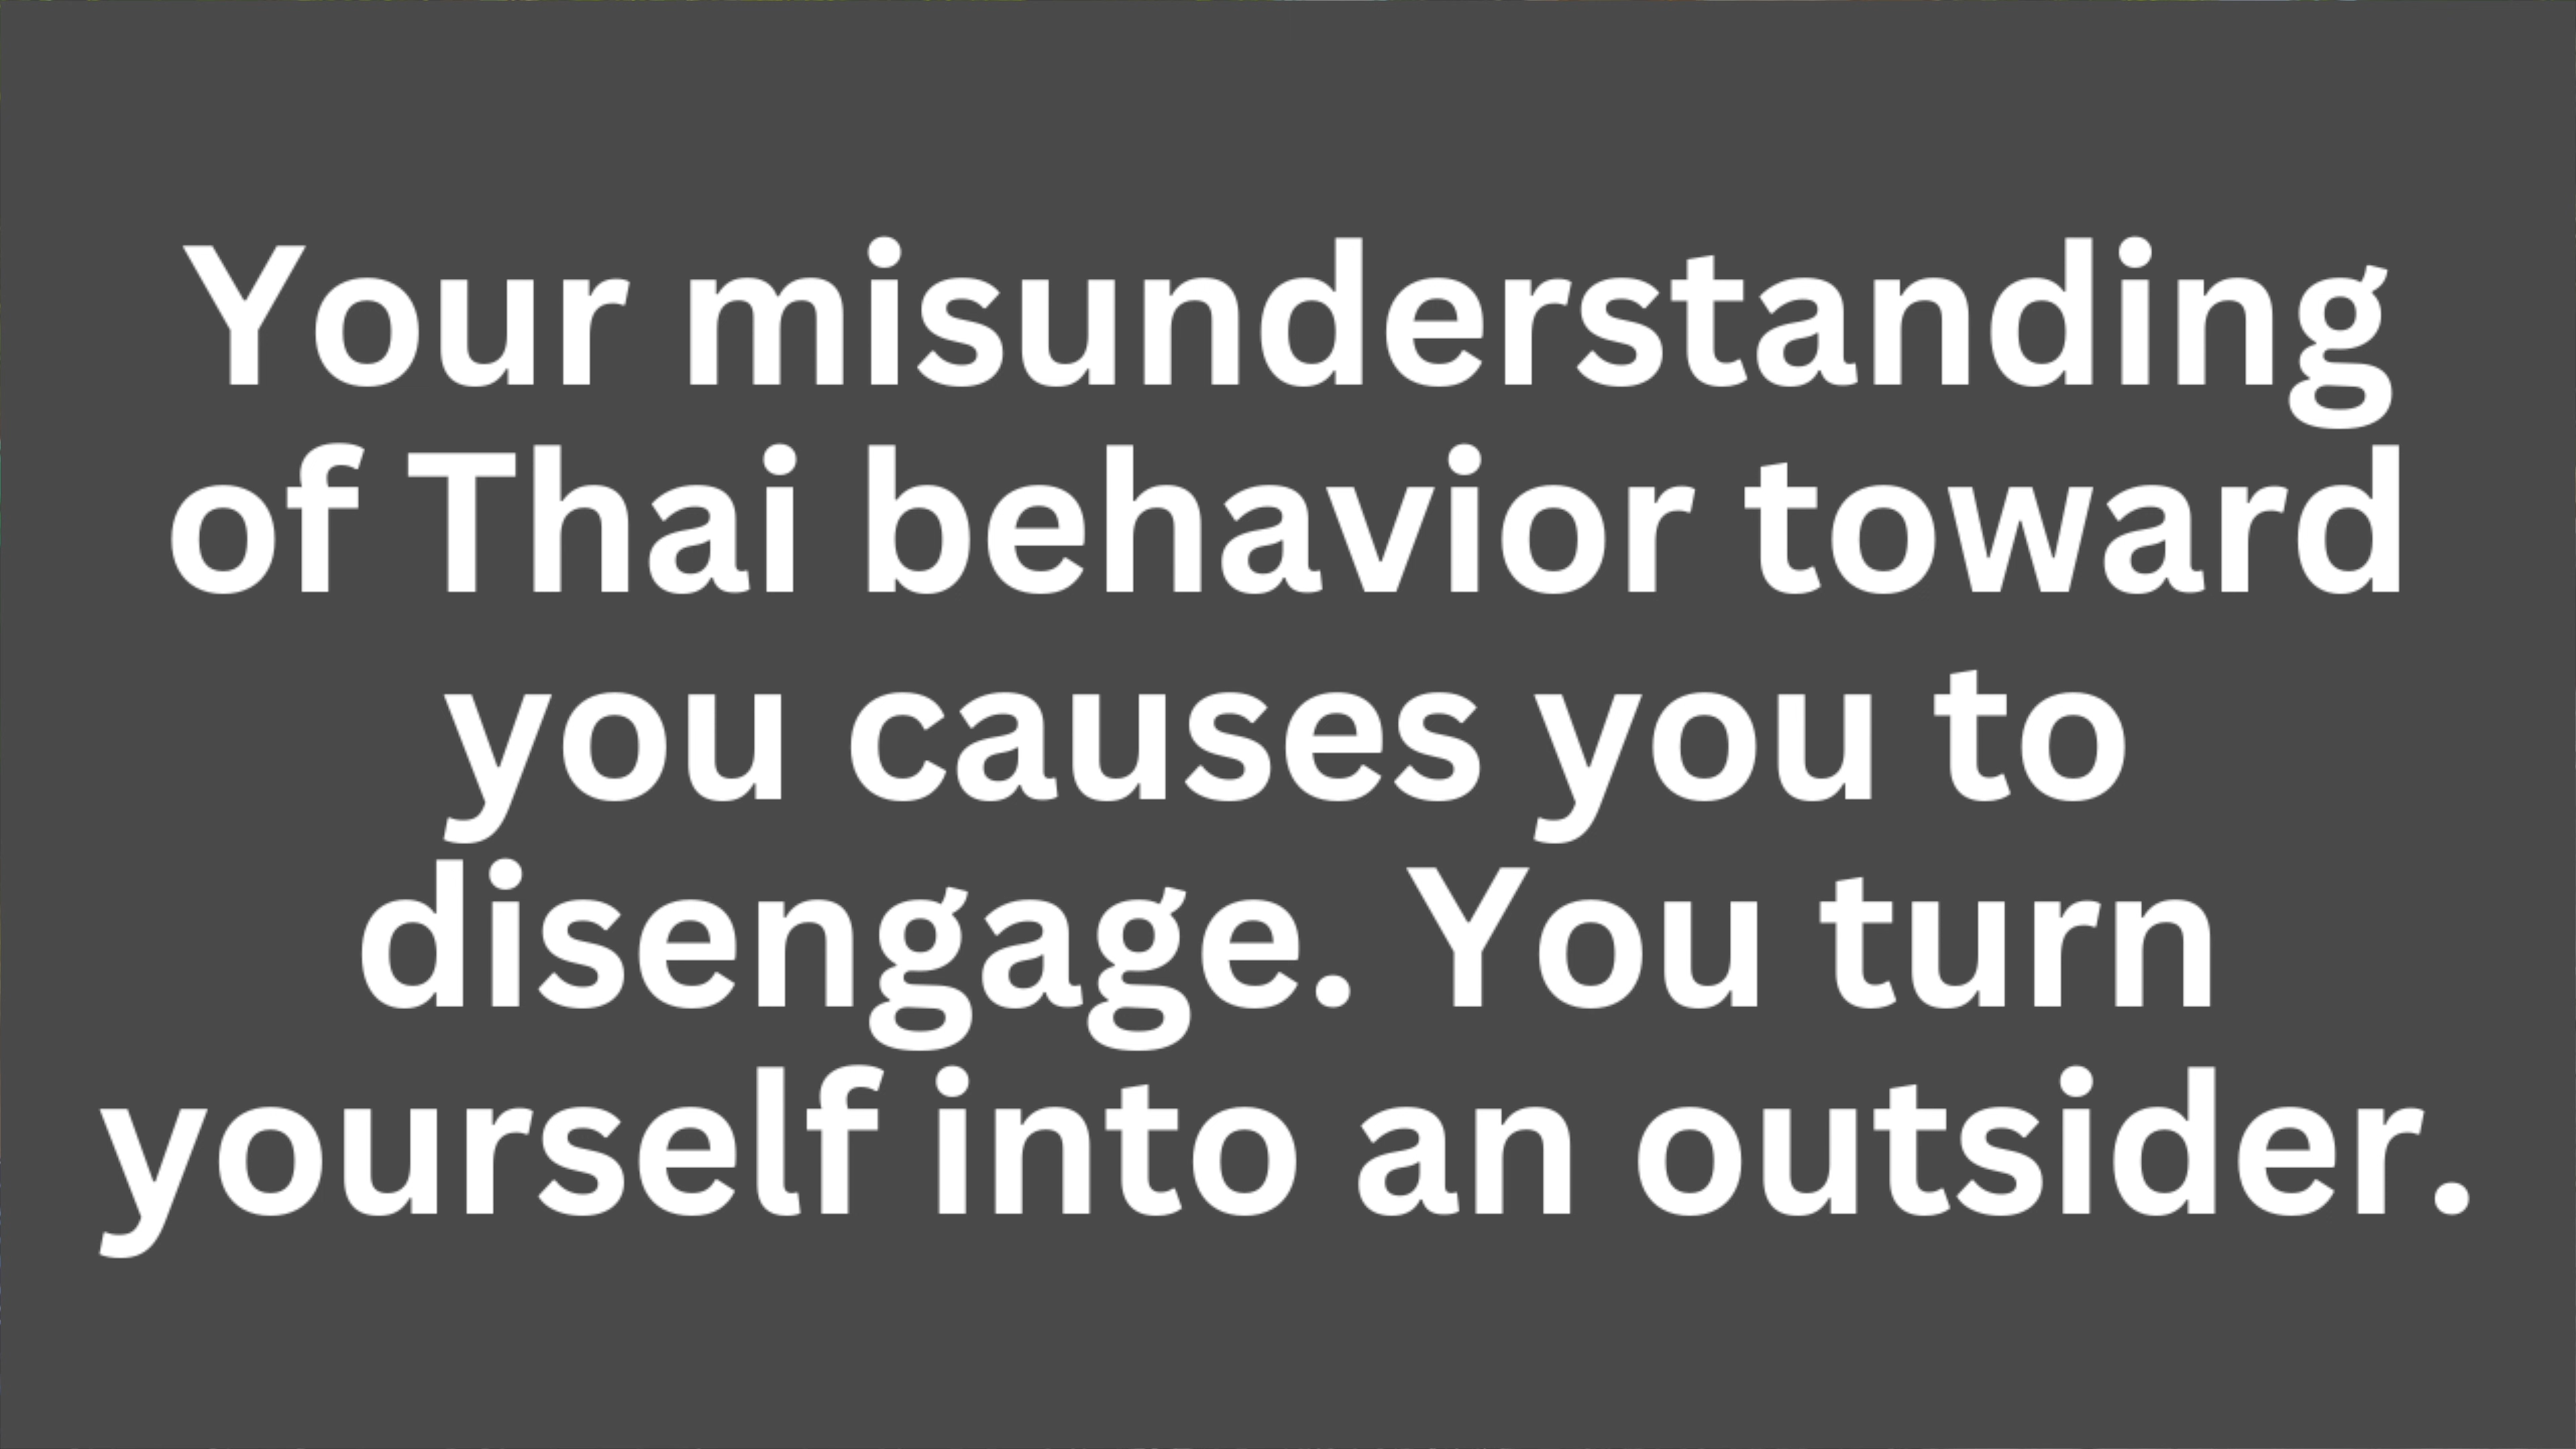 Your misunderstanding
of Thai behavior toward
you causes you to
disengage. You turn
yourself into an outsider.